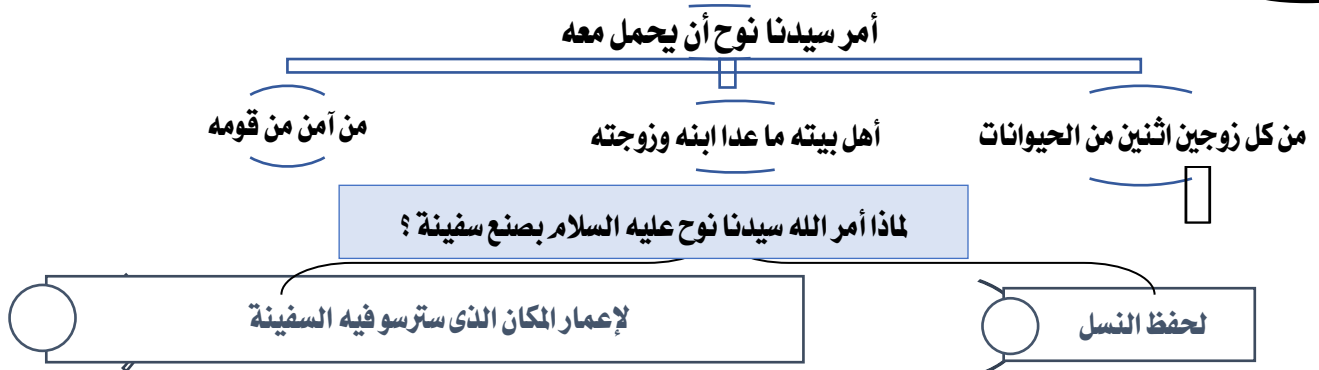 أمر سيدنا نوح أن يحمل معه
من كل زوجين اثنين من الحيوانات
أهل بيته ما عدا ابنه وزوجته
من آمن من قومه
لماذا أمر الله سيدنا نوح عليه السلام بصنع سفينة ؟
لحفظ النسل
لإعمار المكان الذى سترسو فيه السفينة